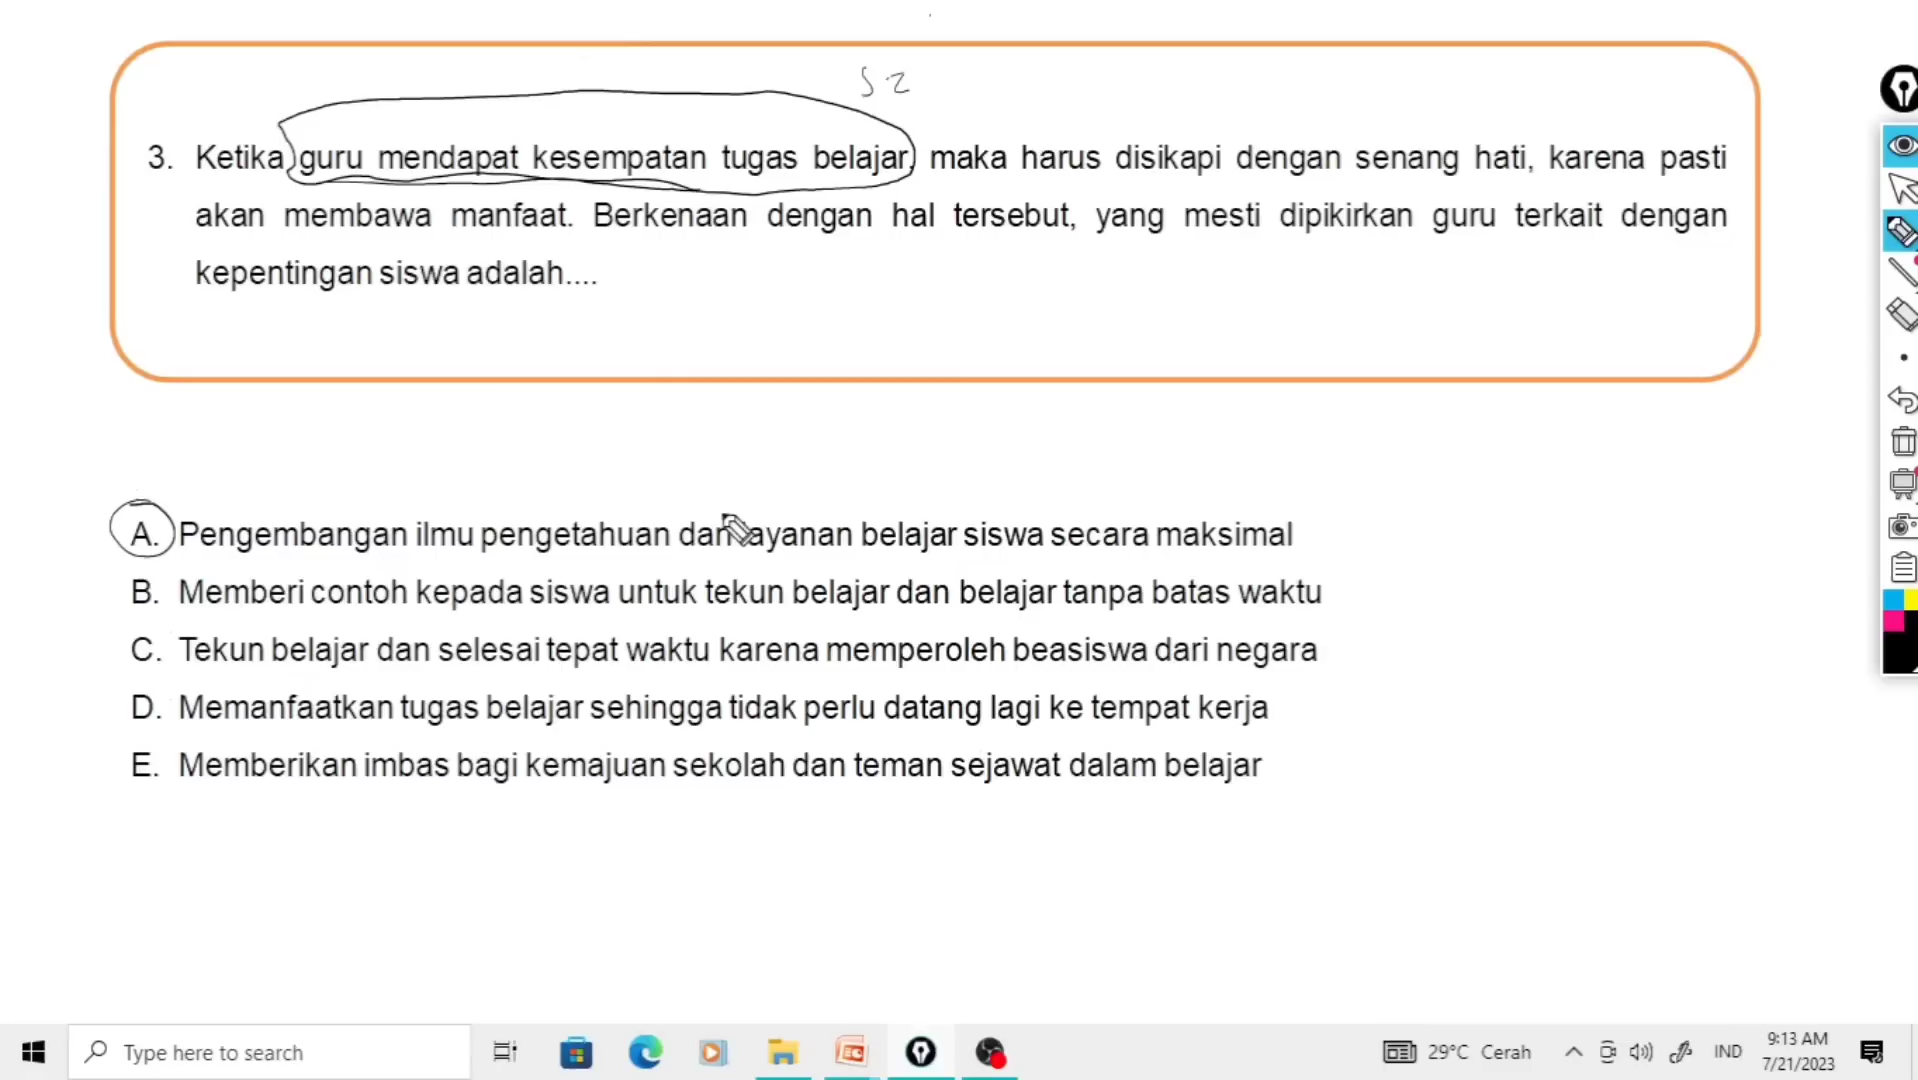 S2
3. Ketika guru mendapat kesempatan tugas belajar, maka harus disikapi dengan senang hati, karena pasti
akan membawa manfaat. Berkenaan dengan hal tersebut, yang mesti dipikirkan guru terkait dengan
kepentingan siswa adalah....
A. Pengembangan ilmu pengetahuan dan layanan belajar siswa secara maksimal
B. Memberi contoh kepada siswa untuk tekun belajar dan belajar tanpa batas waktu
C. Tekun belajar dan selesai tepat waktu karena memperoleh beasiswa dari negara
D. Memanfaatkan tugas belajar sehingga tidak perlu datang lagi ke tempat kerja
E. Memberikan imbas bagi kemajuan sekolah dan teman sejawat dalam belajar
Type here to search
29°C Cerah
IND
9:13 AM
7/21/2023